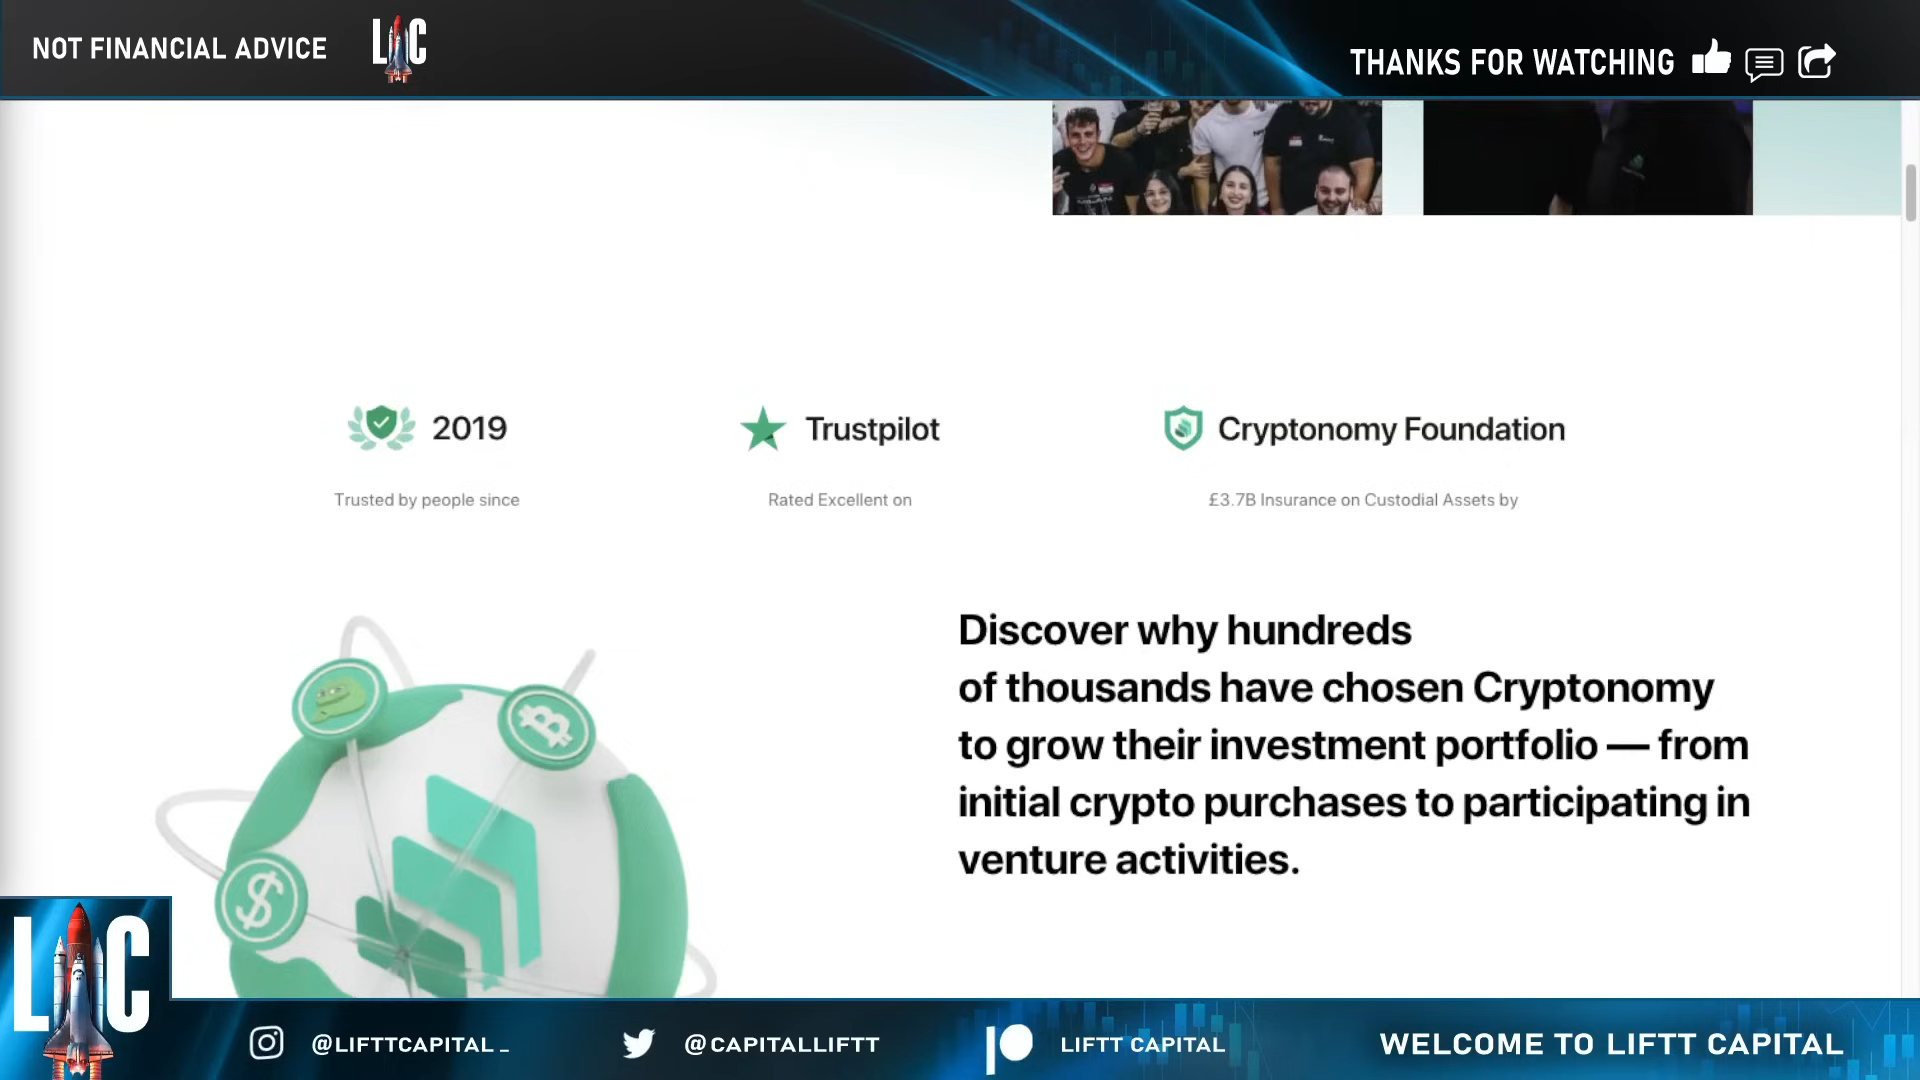 NOT FINANCIAL ADVICE
LC
THANKS FOR WATCHING
2019
Trusted by people since
Trustpilot
Rated Excellent on
Cryptonomy Foundation
£3.7B Insurance on Custodial Assets by
Discover why hundreds
of thousands have chosen Cryptonomy
to grow their investment portfolio — from
initial crypto purchases to participating in
venture activities.
LC
@LIFTTCAPITAL_
@CAPITALLIFTT
LIFTT CAPITAL
WELCOME TO LIFTT CAPITAL